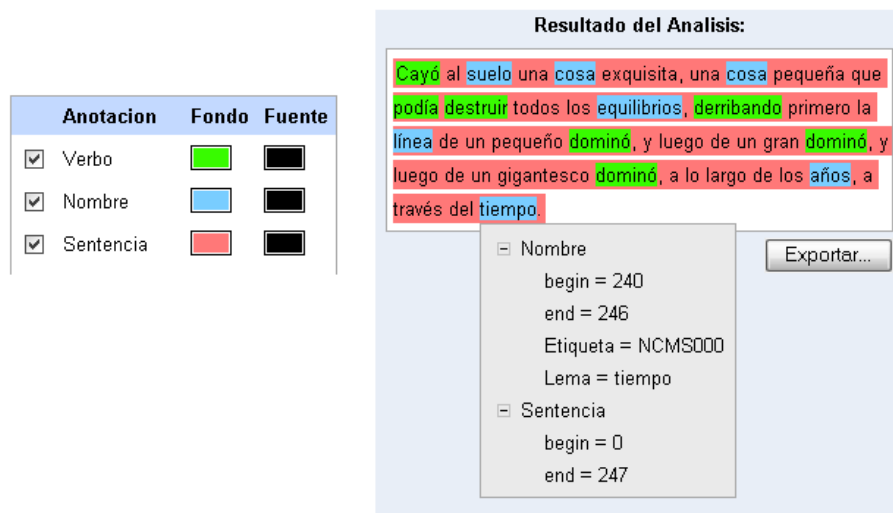 Anotacion Fondo Fuente
Verbo
Nombre
Sentencia
Resultado del Analisis:
Cayó al suelo una cosa exquisita, una cosa pequeña que
podía destruir todos los equilibrios, derribando primero la
línea de un pequeño dominó, y luego de un gran dominó, y
luego de un gigantesco dominó, a lo largo de los años, a
través del tiempo.
Nombre
begin = 240
end = 246
Etiqueta = NCMS000
Lema = tiempo
Sentencia
begin = 0
end = 247
Exportar...